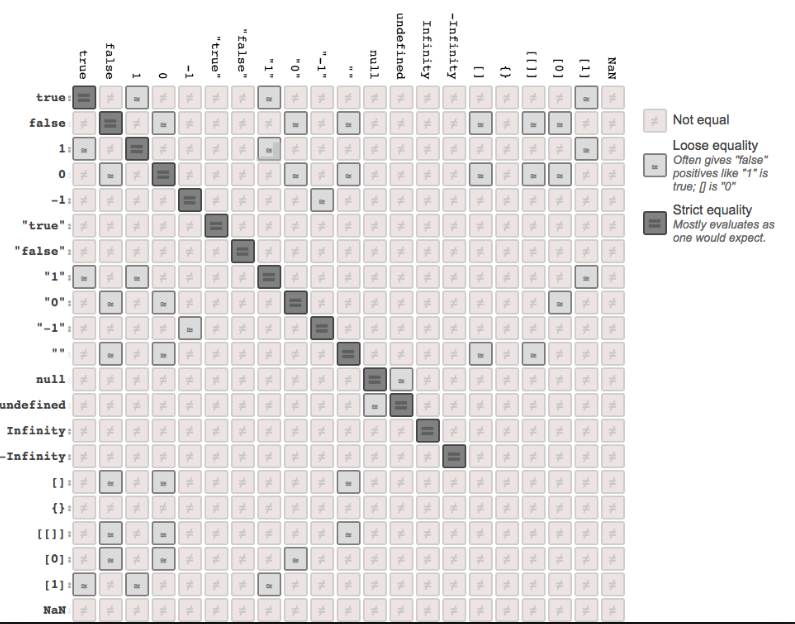 true false 1 0 -1 "true" "false" "1" "0" "-1" "" null undefined Infinity -Infinity [] {} [[]] [0] [1] NaN
true: = ≠ ≅ ≠ ≠ ≠ ≠ ≅ ≠ ≠ ≠ ≠ ≠ ≠ ≠ ≠ ≠ ≠ ≠ ≅ ≠
false ≠ = ≠ ≅ ≠ ≠ ≠ ≠ ≅ ≠ ≅ ≠ ≠ ≠ ≠ ≅ ≠ ≅ ≅ ≠ ≠
≠ Not equal
1: ≅ ≠ = ≠ ≠ ≠ ≠ ≅ ≠ ≠ ≠ ≠ ≠ ≠ ≠ ≠ ≠ ≠ ≠ ≅ ≠
Loose equality
≅ Often gives "false"
positives like "1" is
true; [] is "0"
0 ≠ ≅ ≠ = ≠ ≠ ≠ ≠ ≅ ≠ ≅ ≠ ≠ ≠ ≠ ≅ ≠ ≅ ≅ ≠ ≠
-1: ≠ ≠ ≠ ≠ = ≠ ≠ ≠ ≠ ≅ ≠ ≠ ≠ ≠ ≠ ≠ ≠ ≠ ≠ ≠ ≠
Strict equality
= Mostly evaluates as
one would expect.
"true": ≠ ≠ ≠ ≠ ≠ = ≠ ≠ ≠ ≠ ≠ ≠ ≠ ≠ ≠ ≠ ≠ ≠ ≠ ≠ ≠
"false": ≠ ≠ ≠ ≠ ≠ ≠ = ≠ ≠ ≠ ≠ ≠ ≠ ≠ ≠ ≠ ≠ ≠ ≠ ≠ ≠
"1": ≅ ≠ ≅ ≠ ≠ ≠ ≠ = ≠ ≠ ≠ ≠ ≠ ≠ ≠ ≠ ≠ ≠ ≠ ≅ ≠
"0": ≠ ≅ ≠ ≅ ≠ ≠ ≠ ≠ = ≠ ≠ ≠ ≠ ≠ ≠ ≠ ≠ ≠ ≅ ≠ ≠
"-1": ≠ ≠ ≠ ≠ ≅ ≠ ≠ ≠ ≠ = ≠ ≠ ≠ ≠ ≠ ≠ ≠ ≠ ≠ ≠ ≠
"" ≠ ≅ ≠ ≅ ≠ ≠ ≠ ≠ ≠ ≠ = ≠ ≠ ≠ ≠ ≅ ≠ ≅ ≠ ≠ ≠
null ≠ ≠ ≠ ≠ ≠ ≠ ≠ ≠ ≠ ≠ ≠ = ≅ ≠ ≠ ≠ ≠ ≠ ≠ ≠ ≠
undefined ≠ ≠ ≠ ≠ ≠ ≠ ≠ ≠ ≠ ≠ ≠ ≅ = ≠ ≠ ≠ ≠ ≠ ≠ ≠ ≠
Infinity: ≠ ≠ ≠ ≠ ≠ ≠ ≠ ≠ ≠ ≠ ≠ ≠ ≠ = ≠ ≠ ≠ ≠ ≠ ≠ ≠
-Infinity: ≠ ≠ ≠ ≠ ≠ ≠ ≠ ≠ ≠ ≠ ≠ ≠ ≠ ≠ = ≠ ≠ ≠ ≠ ≠ ≠
[]: ≠ ≅ ≠ ≅ ≠ ≠ ≠ ≠ ≠ ≠ ≅ ≠ ≠ ≠ ≠ ≠ ≠ ≠ ≠ ≠ ≠
{}: ≠ ≠ ≠ ≠ ≠ ≠ ≠ ≠ ≠ ≠ ≠ ≠ ≠ ≠ ≠ ≠ ≠ ≠ ≠ ≠ ≠
[[]]: ≠ ≅ ≠ ≅ ≠ ≠ ≠ ≠ ≠ ≠ ≅ ≠ ≠ ≠ ≠ ≠ ≠ ≠ ≠ ≠ ≠
[0]: ≠ ≅ ≠ ≅ ≠ ≠ ≠ ≠ ≅ ≠ ≠ ≠ ≠ ≠ ≠ ≠ ≠ ≠ ≠ ≠ ≠
[1]: ≅ ≠ ≅ ≠ ≠ ≠ ≠ ≅ ≠ ≠ ≠ ≠ ≠ ≠ ≠ ≠ ≠ ≠ ≠ ≠ ≠
NaN ≠ ≠ ≠ ≠ ≠ ≠ ≠ ≠ ≠ ≠ ≠ ≠ ≠ ≠ ≠ ≠ ≠ ≠ ≠ ≠ ≠